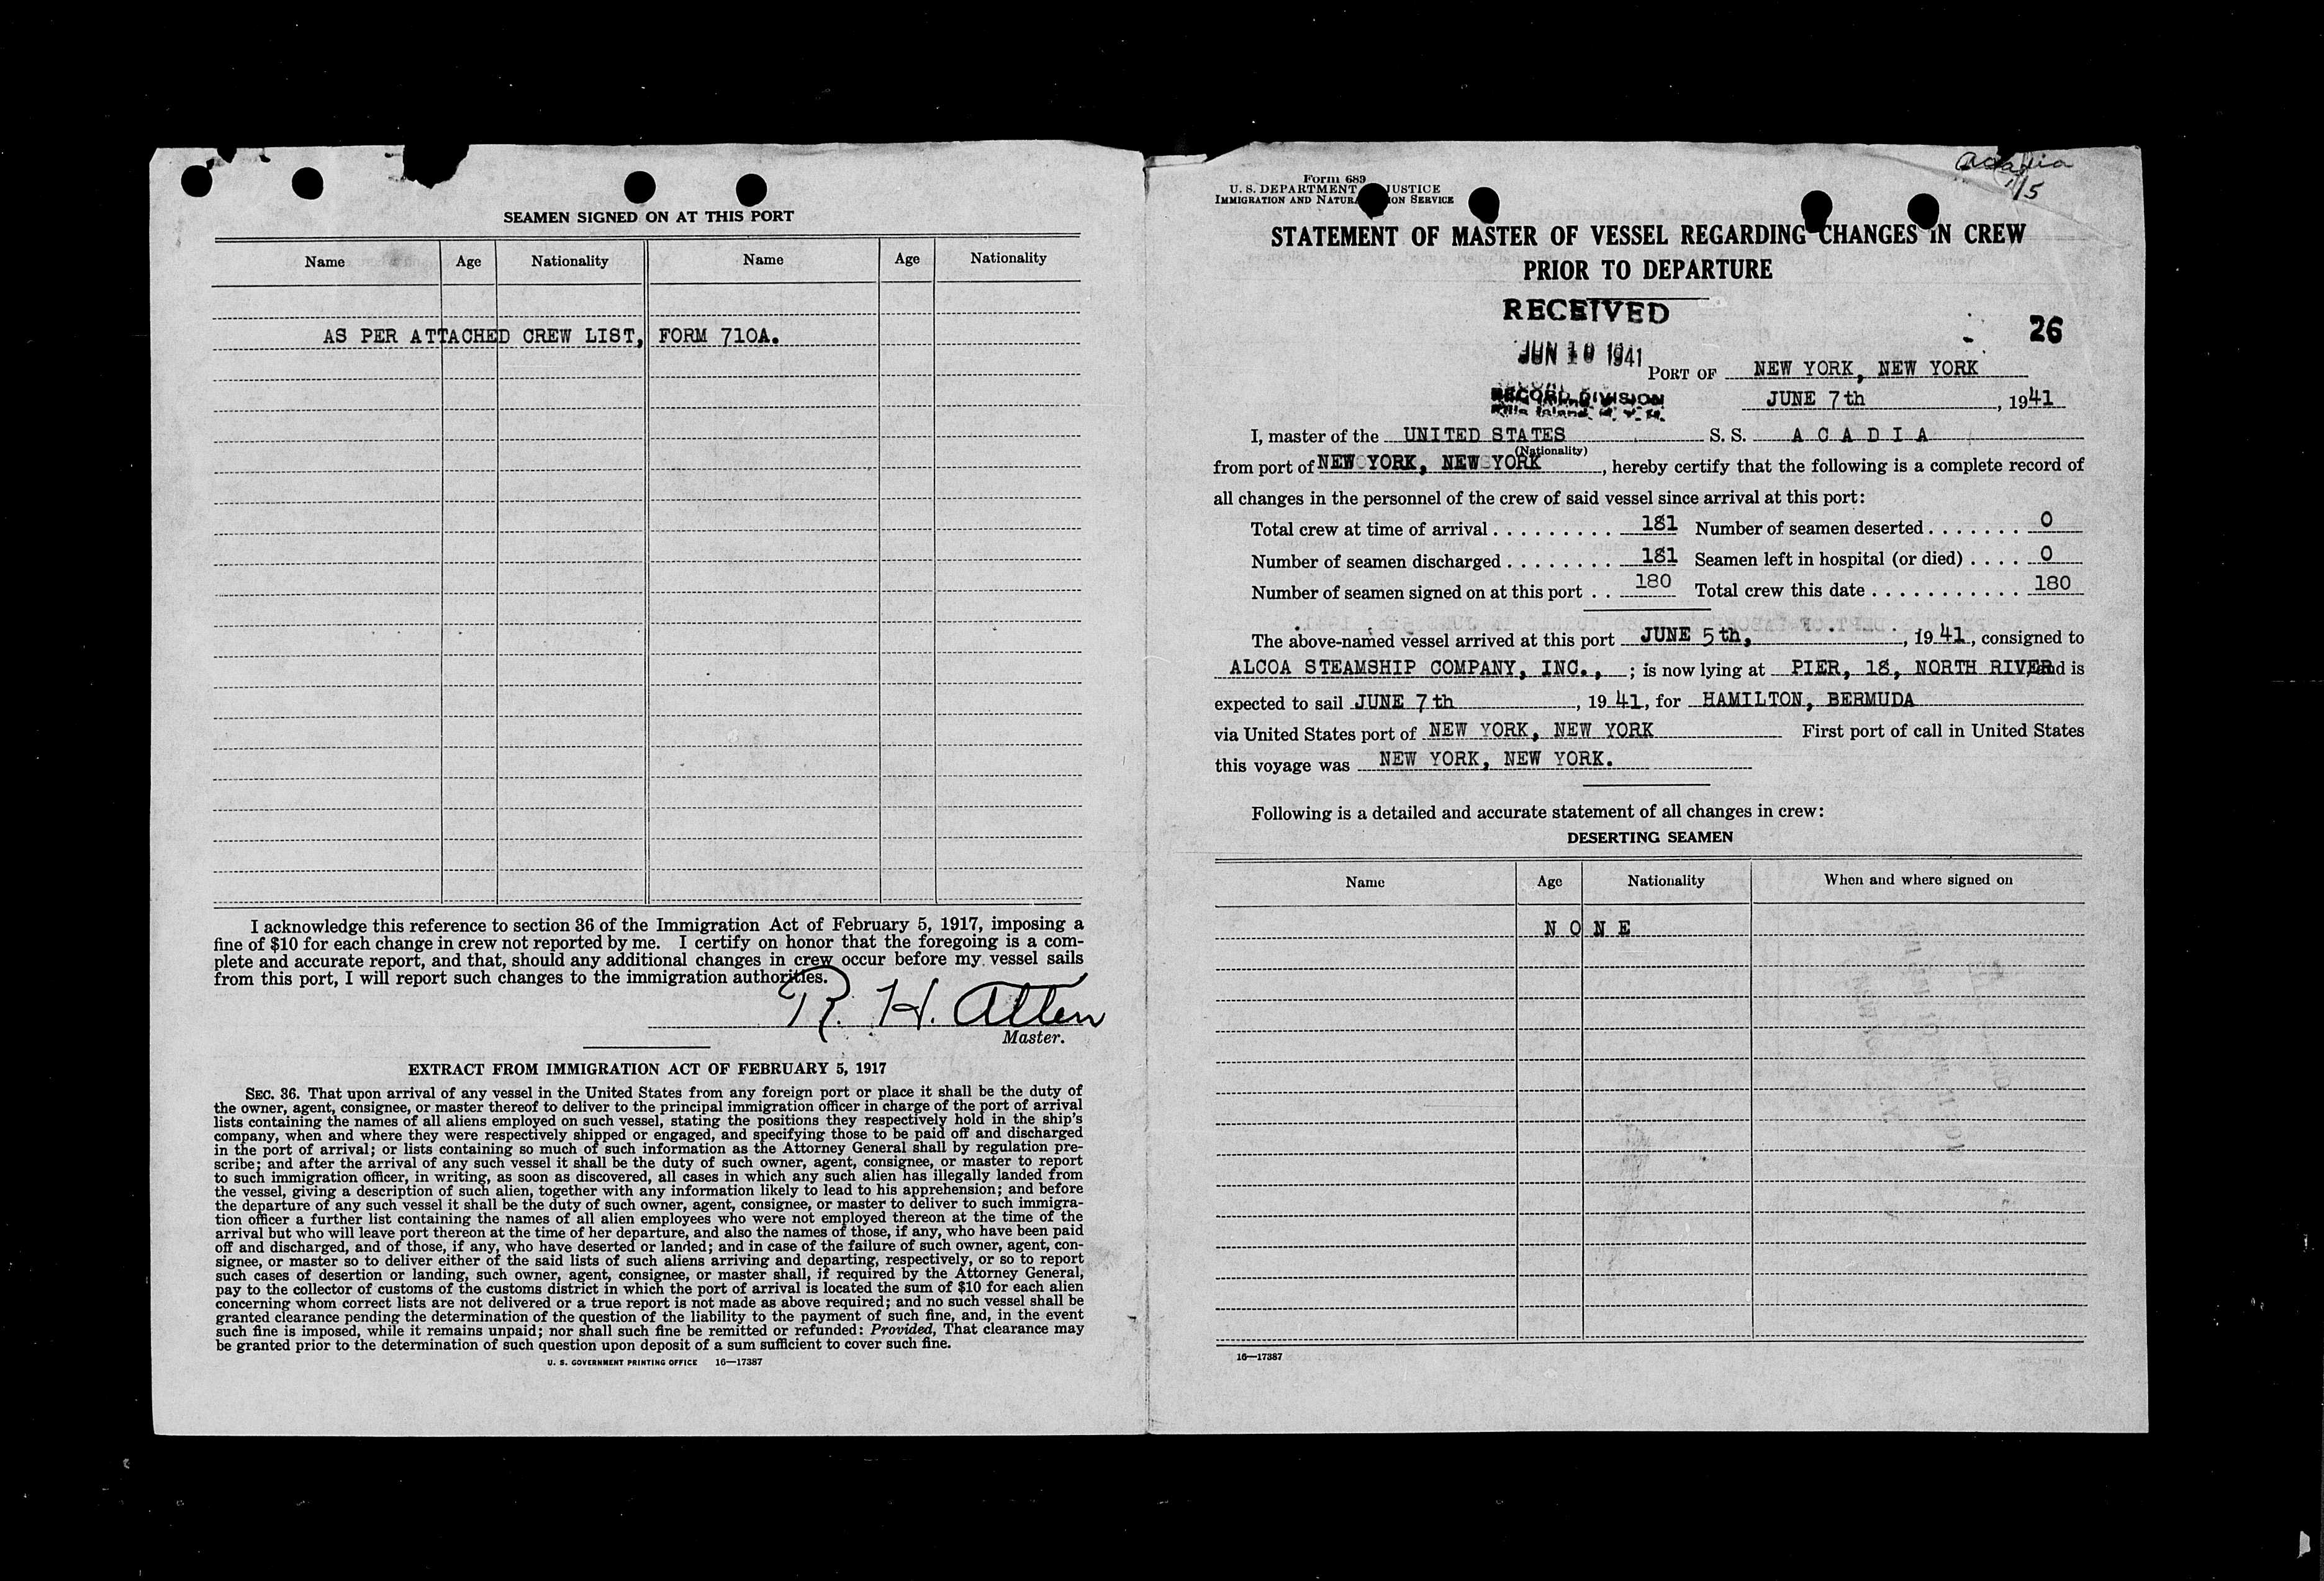 SEAMEN SIGNED ON AT THIS PORT
Name Age Nationality Name Age Nationality
AS PER ATTACHED CREW LIST, FORM 710A.
I acknowledge this reference to section 36 of the Immigration Act of February 5, 1917, imposing a
fine of $10 for each change in crew not reported by me. I certify on honor that the foregoing is a com-
plete and accurate report, and that, should any additional changes in crew occur before my vessel sails
from this port, I will report such changes to the immigration authorities.
R. H. Allen
Master.
EXTRACT FROM IMMIGRATION ACT OF FEBRUARY 5, 1917
SEC. 36. That upon arrival of any vessel in the United States from any foreign port or place it shall be the duty of
the owner, agent, consignee, or master thereof to deliver to the principal immigration officer in charge of the port of arrival
lists containing the names of all aliens employed on such vessel, stating the positions they respectively hold in the ship's
company, when and where they were respectively shipped or engaged, and specifying those to be paid off and discharged
in the port of arrival; or lists containing so much of such information as the Attorney General shall by regulation pre-
scribe; and after the arrival of any such vessel it shall be the duty of such owner, agent, consignee, or master to report
to such immigration officer, in writing, as soon as discovered, all cases in which any such alien has illegally landed from
the vessel, giving a description of such alien, together with any information likely to lead to his apprehension; and before
the departure of any such vessel it shall be the duty of such owner, agent, consignee, or master to deliver to such immigra-
tion officer a further list containing the names of all alien employees who were not employed thereon at the time of the
arrival but who will leave port thereon at the time of her departure, and also the names of those, if any, who have been paid
off and discharged, and of those, if any, who have deserted or landed; and in case of the failure of such owner, agent, con-
signee, or master so to deliver either of the said lists of such aliens arriving and departing, respectively, or so to report
such cases of desertion or landing, such owner, agent, consignee, or master shall, if required by the Attorney General,
pay to the collector of customs of the customs district in which the port of arrival is located the sum of $10 for each alien
concerning whom correct lists are not delivered or a true report is not made as above required; and no such vessel shall be
granted clearance pending the determination of the question of the liability to the payment of such fine, and, in the event
such fine is imposed, while it remains unpaid; nor shall such fine be remitted or refunded: Provided, That clearance may
be granted prior to the determination of such question upon deposit of a sum sufficient to cover such fine.
U. S. GOVERNMENT PRINTING OFFICE 16—17387
Acadia
1/5
Form 689
U. S. DEPARTMENT JUSTICE
IMMIGRATION AND NATURA ION SERVICE
STATEMENT OF MASTER OF VESSEL REGARDING CHANGES IN CREW
PRIOR TO DEPARTURE
RECEIVED
26
JUN 10 1941
PORT OF NEW YORK, NEW YORK
RECORD DIVISION
Ellis Island N. Y. H.
JUNE 7th, 1941
I, master of the UNITED STATES S. S. A C A D I A
(Nationality)
from port of NEW YORK, NEW YORK, hereby certify that the following is a complete record of
all changes in the personnel of the crew of said vessel since arrival at this port:
Total crew at time of arrival . . . . . . . . . 181 Number of seamen deserted . . . . . . . 0
Number of seamen discharged . . . . . . . . 181 Seamen left in hospital (or died) . . . . 0
Number of seamen signed on at this port . . 180 Total crew this date . . . . . . . . . . . 180
The above-named vessel arrived at this port JUNE 5th, , 1941, consigned to
ALCOA STEAMSHIP COMPANY, INC., ; is now lying at PIER, 18, NORTH RIVER and is
expected to sail JUNE 7th, 1941, for HAMILTON, BERMUDA
via United States port of NEW YORK, NEW YORK First port of call in United States
this voyage was NEW YORK, NEW YORK.
Following is a detailed and accurate statement of all changes in crew:
DESERTING SEAMEN
Name Age Nationality When and where signed on
N O N E
16—17387